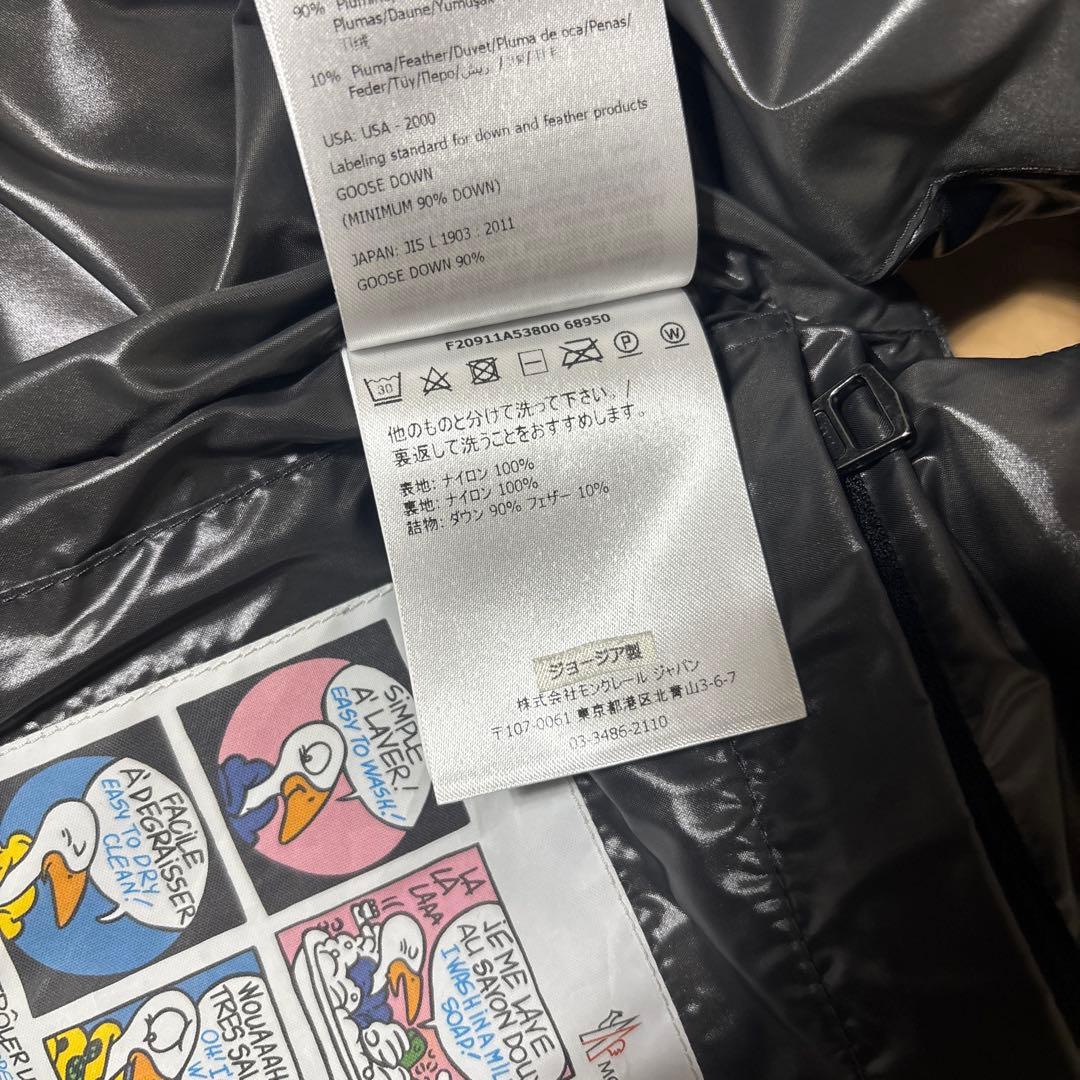 90%
Plumas/Daune/Yumuşak
10% Piuma/Feather/Duvet/Pluma de oca/Penas/
Feder/Tüy/Перо/
USA: USA - 2000
Labeling standard for down and feather products
GOOSE DOWN
(MINIMUM 90% DOWN)
JAPAN: JIS L 1903 : 2011
GOOSE DOWN 90%
F20911A53800 68950
30
P
W
他のものと分けて洗って下さい。/
裏返して洗うことをおすすめします。
表地: ナイロン 100%
裏地: ナイロン 100%
詰物: ダウン 90% フェザー 10%
ジョージア製
株式会社モンクレール ジャパン
〒107-0061 東京都港区北青山3-6-7
03-3486-2110
SIMPLE
A' LAVER!
EASY TO WASH!
FACILE
A' DEGRAISSER
EASY TO DRY
CLEAN!
LA
LA
LAAA
JE ME LAVE
AU SAVON DOU
I WASH IN A MIL
SOAP!
WOUAAAH
TRES SA
OH! I
W